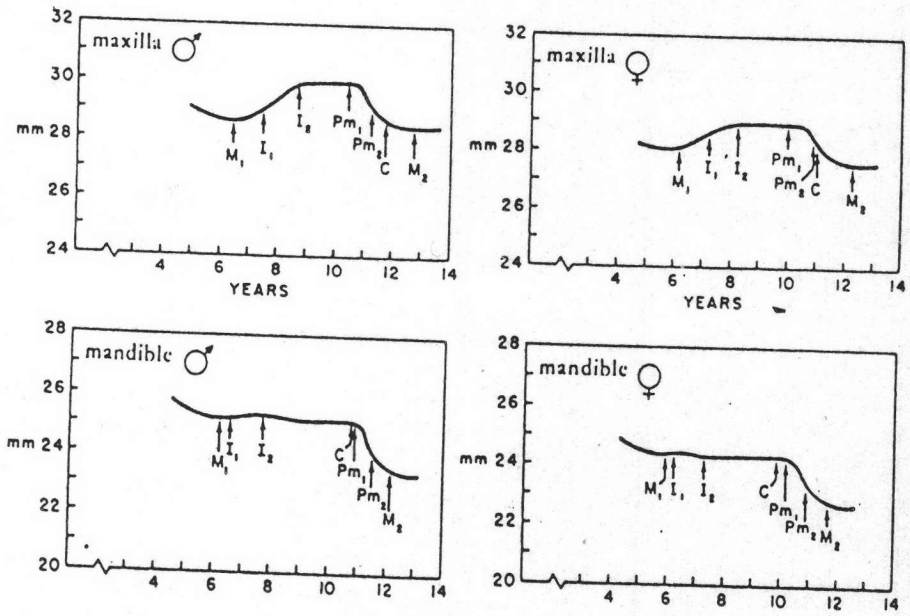 32
30
mm 28
26
24
maxilla ♂
M1 I1 I2 Pm1 Pm2 C M2
4 6 8 10 12 14
YEARS
32
30
mm 28
26
24
maxilla ♀
M1 I1 I2 Pm1 Pm2 C M2
4 6 8 10 12 14
YEARS
28
26
mm 24
22
20
mandible ♂
M1 I1 I2 C Pm1 Pm2 M2
4 6 8 10 12 14
28
26
mm 24
22
20
mandible ♀
M1 I1 I2 C Pm1 Pm2 M2
4 6 8 10 12 14